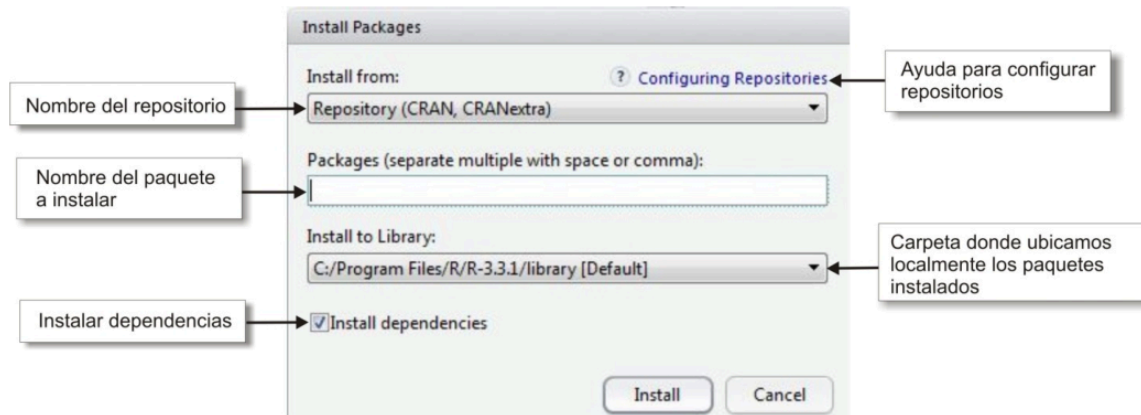 Install Packages
Install from:
? Configuring Repositories
Ayuda para configurar
repositorios
Nombre del repositorio
Repository (CRAN, CRANextra)
Packages (separate multiple with space or comma):
Nombre del paquete
a instalar
Install to Library:
C:/Program Files/R/R-3.3.1/library [Default]
Carpeta donde ubicamos
localmente los paquetes
instalados
Instalar dependencias
Install dependencies
Install
Cancel